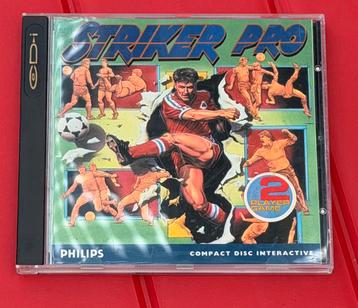 STRIKER PRO
CD-i
2
PLAYER
GAME
PHILIPS
COMPACT DISC INTERACTIVE